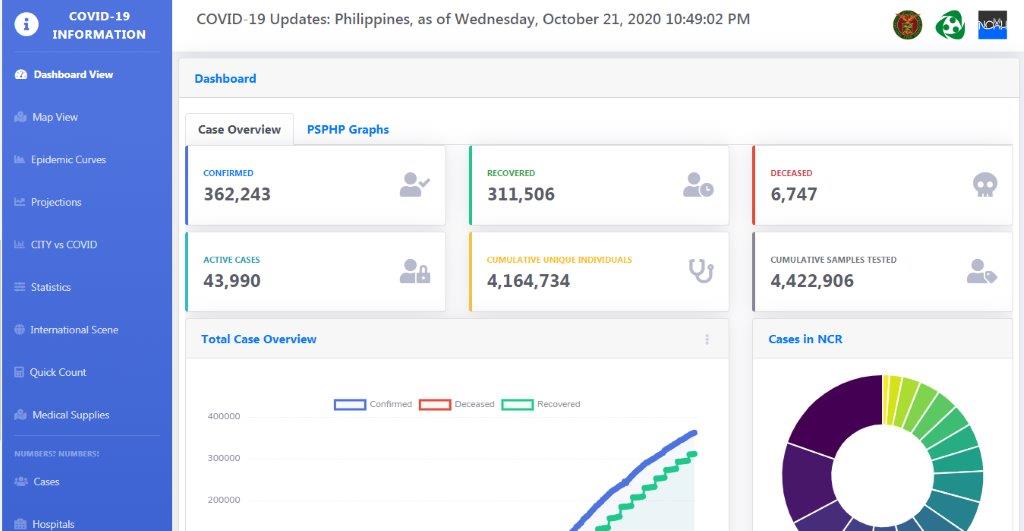 COVID-19
INFORMATION
COVID-19 Updates: Philippines, as of Wednesday, October 21, 2020 10:49:02 PM
Dashboard View
Map View
Epidemic Curves
Projections
CITY vs COVID
Statistics
International Scene
Quick Count
Medical Supplies
NUMBERS! NUMBERS!
Cases
Hospitals
Dashboard
Case Overview
PSPHP Graphs
CONFIRMED
362,243
RECOVERED
311,506
DECEASED
6,747
ACTIVE CASES
43,990
CUMULATIVE UNIQUE INDIVIDUALS
4,164,734
CUMULATIVE SAMPLES TESTED
4,422,906
Total Case Overview
Confirmed
Deceased
Recovered
400000
300000
200000
Cases in NCR